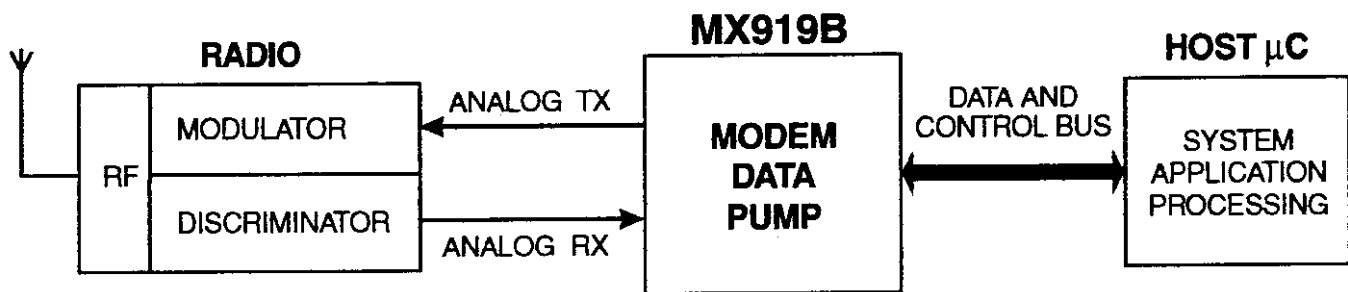 MX919B
RADIO
HOST μC
ANALOG TX
DATA AND
CONTROL BUS
RF
MODULATOR
DISCRIMINATOR
MODEM
DATA
PUMP
SYSTEM
APPLICATION
PROCESSING
ANALOG RX